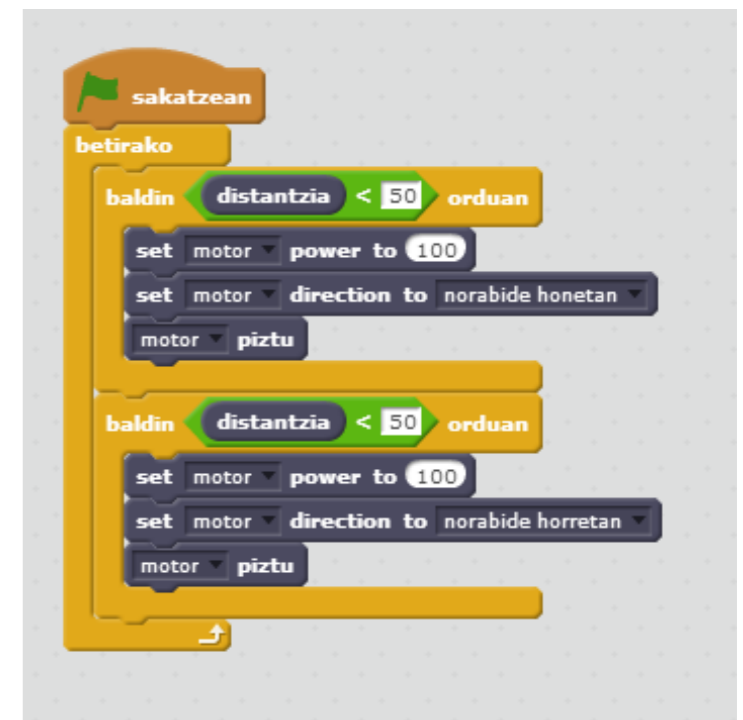 sakatzean
betirako
baldin distantzia < 50 orduan
set motor power to 100
set motor direction to norabide honetan
motor piztu
baldin distantzia < 50 orduan
set motor power to 100
set motor direction to norabide horretan
motor piztu